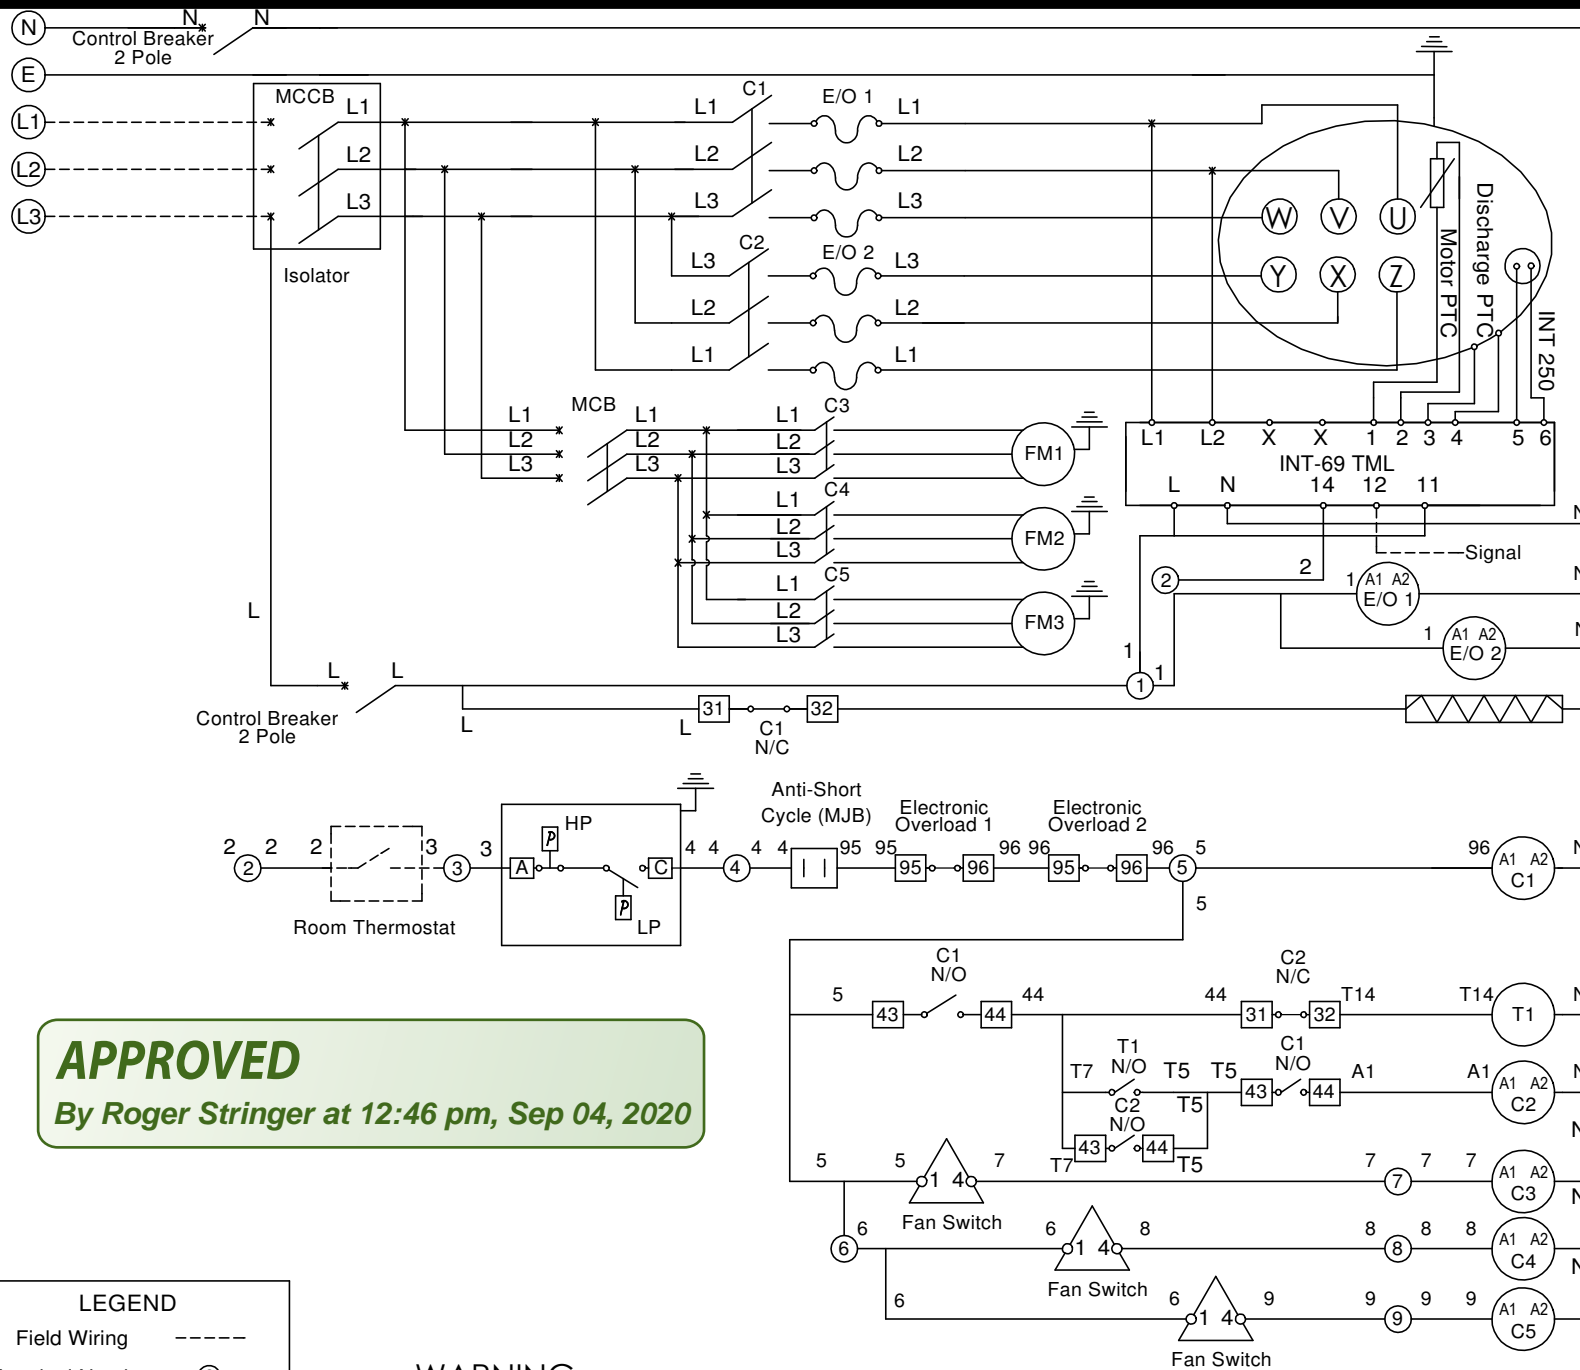 N
N
N
Control Breaker
2 Pole
E
MCCB
L1
L1
L2
L2
L3
L3
Isolator
C1
L1
L2
L3
E/O 1
L1
L2
L3
C2
L3
L2
L1
E/O 2
L3
L2
L1
W V U
Y X Z
Motor PTC
Discharge PTC
INT 250
MCB
L1
L2
L3
L1
L2
L3
C3
L1
L2
L3
FM1
C4
L1
L2
L3
FM2
C5
L1
L2
L3
FM3
L1 L2 X X 1 2 3 4 5 6
INT-69 TML
L N 14 12 11
N
Signal
2
2
1 A1 A2 N
E/O 1
1 A1 A2 N
E/O 2
1
1
1
L
L L
Control Breaker
2 Pole
L
L 31 32
C1
N/C
2 2 2 2 3 3 3
Room Thermostat
HP
A C
LP
4 4 4 4 4
Anti-Short
Cycle (MJB)
95 95
Electronic
Overload 1
95 96
96 96
Electronic
Overload 2
95 96
96 5 5
5
96 A1 A2 N
C1
C1
N/O
5 43 44 44
C2
N/C
44 31 32 T14 T14 T1 N
T1
N/O
T7 T5 T5
C1
N/O
43 44 A1 A1 A1 A2 N
C2
C2
N/O
T5
T7 43 44 T5
N
5 5 1 4 7 7 7 7 7 A1 A2
C3
N
Fan Switch
6 6 6 1 4 8 8 8 8 8 A1 A2
C4
N
Fan Switch
6 6 1 4 9 9 9 9 9 A1 A2
C5
Fan Switch
APPROVED
By Roger Stringer at 12:46 pm, Sep 04, 2020
LEGEND
Field Wiring
WARNING